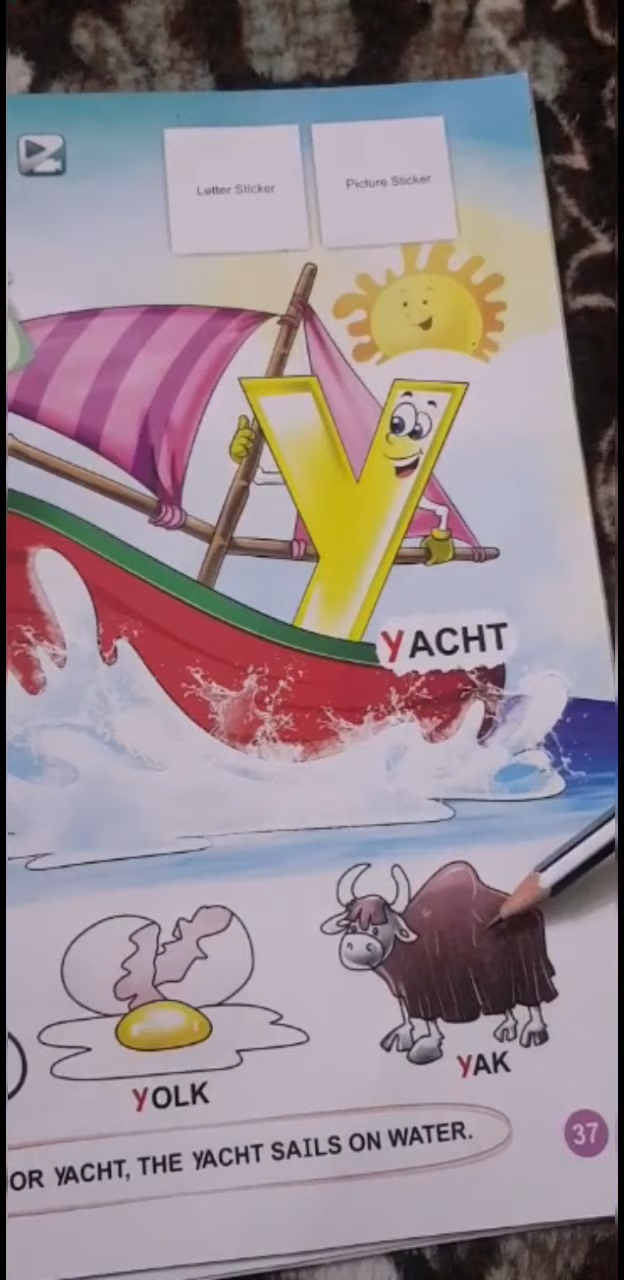 Letter Sticker
Picture Sticker
YACHT
YOLK
YAK
OR YACHT, THE YACHT SAILS ON WATER.
37